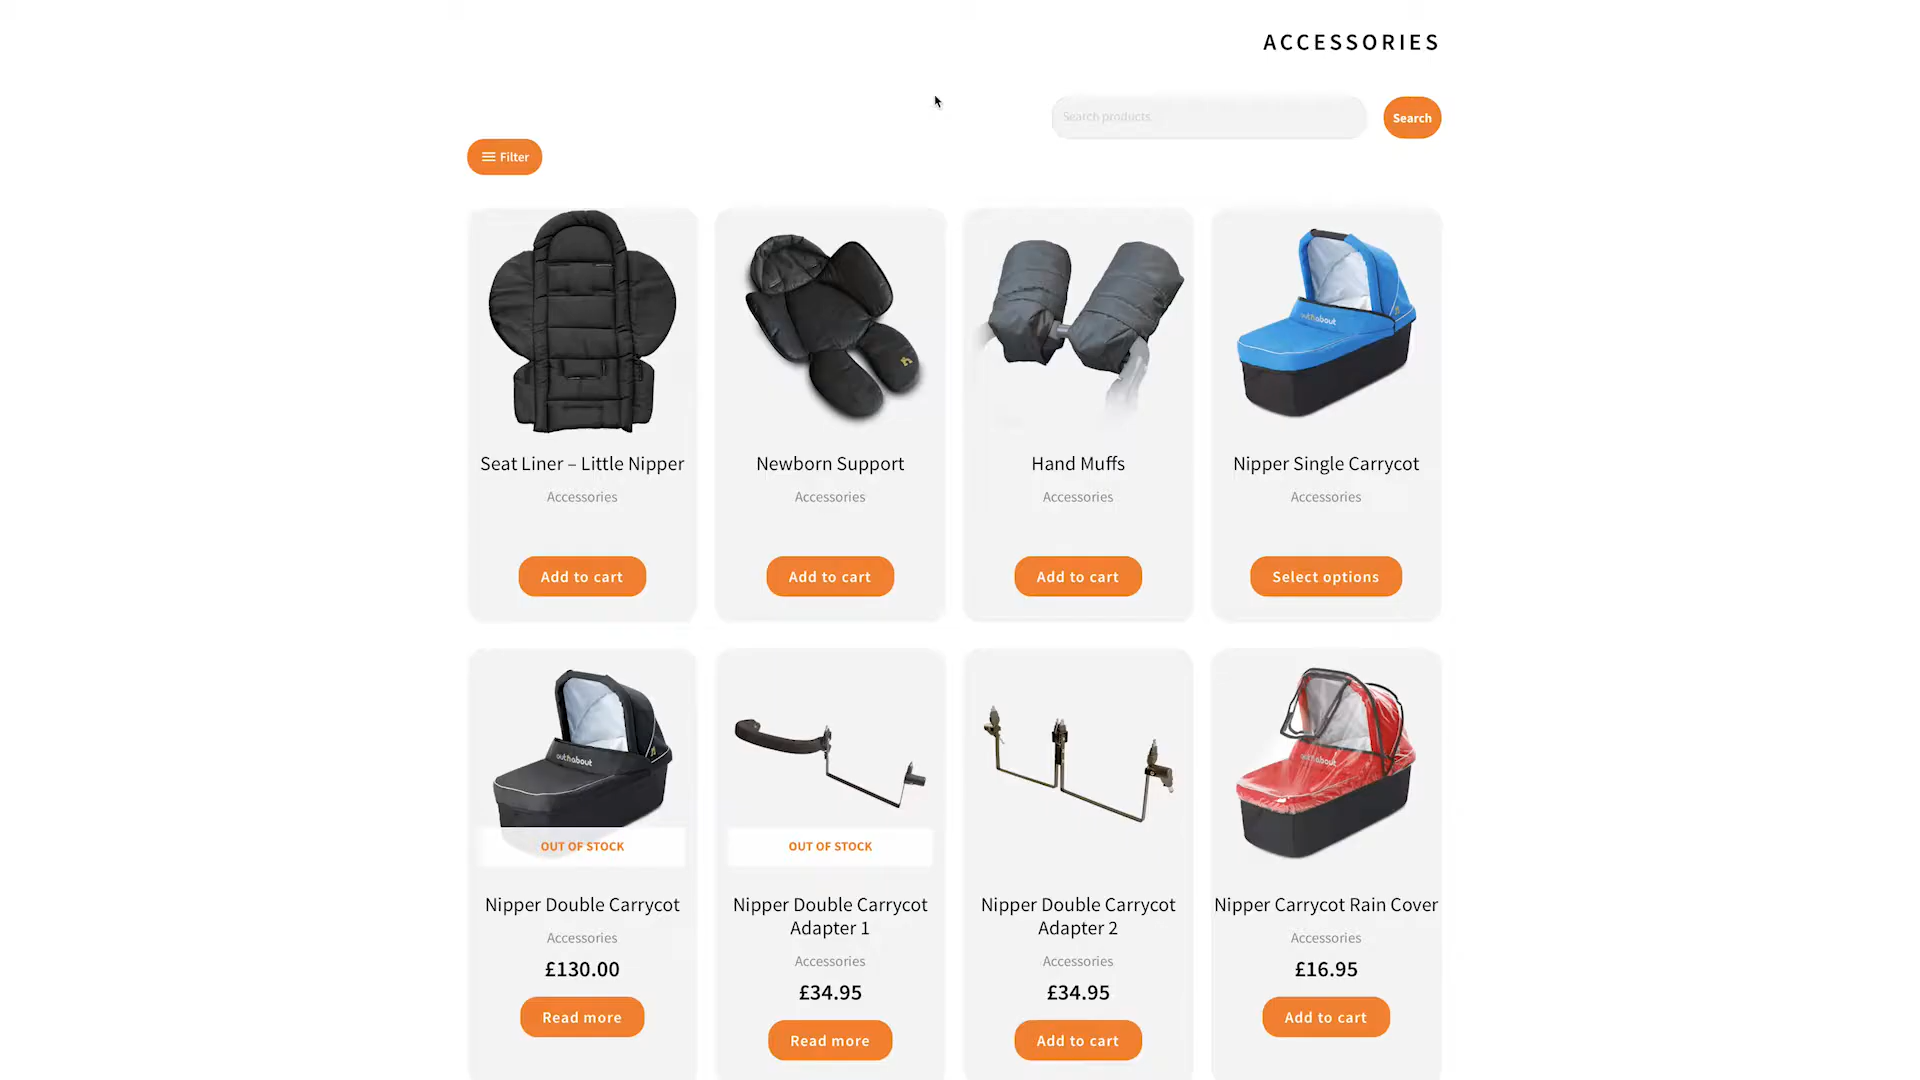 ACCESSORIES
Search products
Search
Filter
outnabout
Seat Liner – Little Nipper
Newborn Support
Hand Muffs
Nipper Single Carrycot
Accessories
Accessories
Accessories
Accessories
Add to cart
Add to cart
Add to cart
Select options
outnabout
outnabout
OUT OF STOCK
OUT OF STOCK
Nipper Double Carrycot
Accessories
£130.00
Read more
Nipper Double Carrycot
Adapter 1
Accessories
£34.95
Read more
Nipper Double Carrycot
Adapter 2
Accessories
£34.95
Add to cart
Nipper Carrycot Rain Cover
Accessories
£16.95
Add to cart